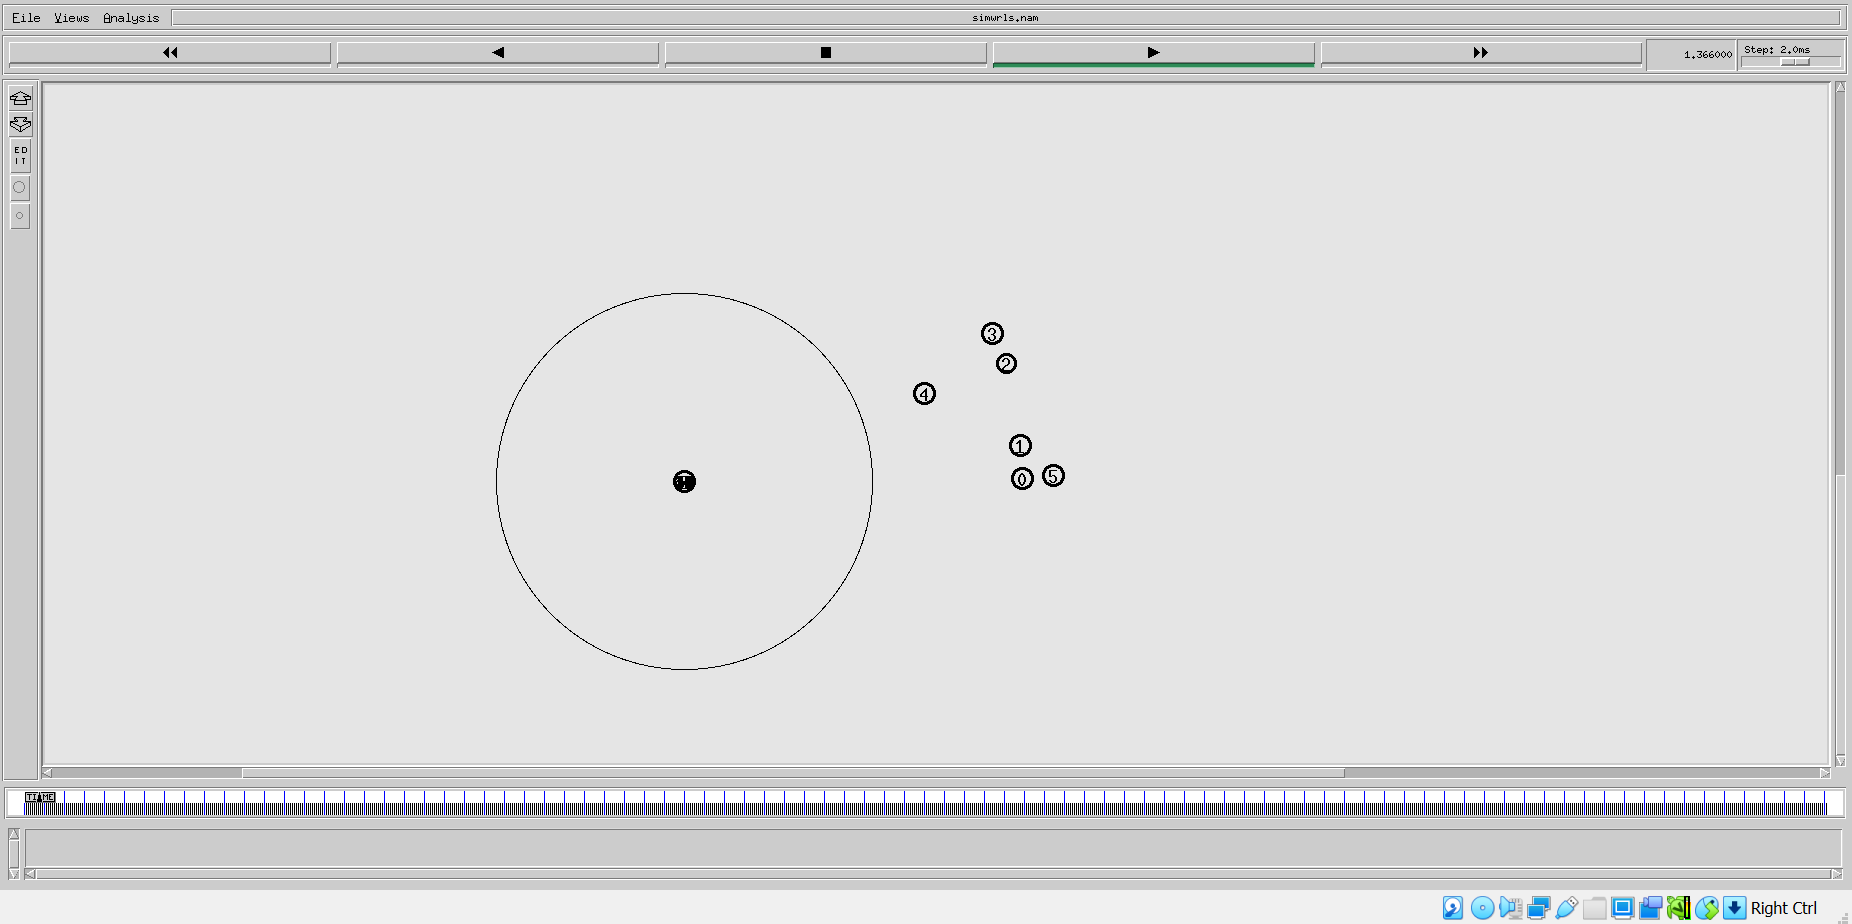 File Views Analysis simwrls.nam
1.366000 Step: 2.0ms
ED
IT
3
2
4
1
0 5
TIME
Right Ctrl